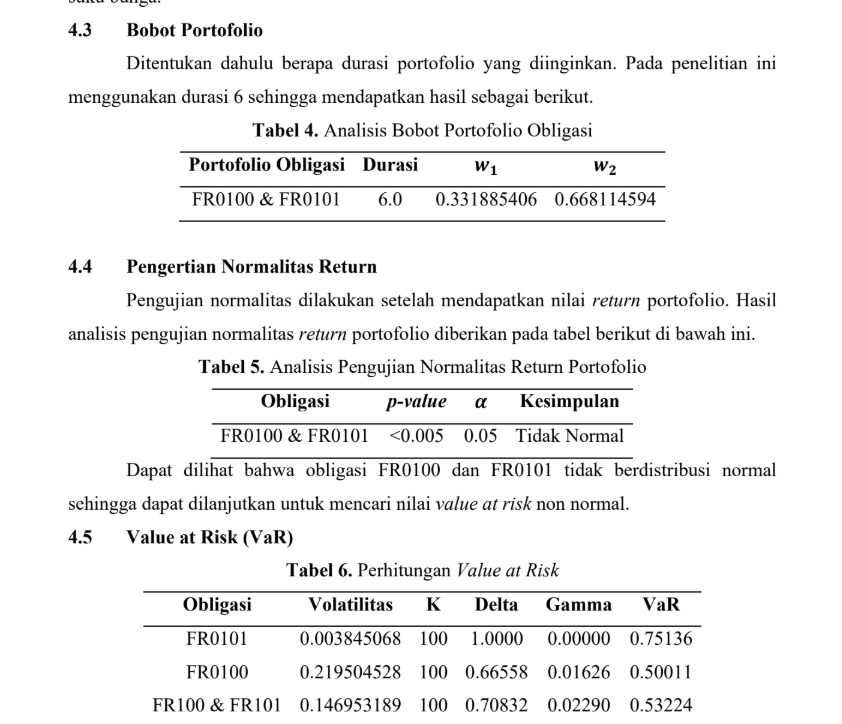 suku bunga.
4.3 Bobot Portofolio
Ditentukan dahulu berapa durasi portofolio yang diinginkan. Pada penelitian ini
menggunakan durasi 6 sehingga mendapatkan hasil sebagai berikut.
Tabel 4. Analisis Bobot Portofolio Obligasi
Portofolio Obligasi Durasi w₁ w₂
FR0100 & FR0101 6.0 0.331885406 0.668114594
4.4 Pengertian Normalitas Return
Pengujian normalitas dilakukan setelah mendapatkan nilai return portofolio. Hasil
analisis pengujian normalitas return portofolio diberikan pada tabel berikut di bawah ini.
Tabel 5. Analisis Pengujian Normalitas Return Portofolio
Obligasi p-value α Kesimpulan
FR0100 & FR0101 <0.005 0.05 Tidak Normal
Dapat dilihat bahwa obligasi FR0100 dan FR0101 tidak berdistribusi normal
sehingga dapat dilanjutkan untuk mencari nilai value at risk non normal.
4.5 Value at Risk (VaR)
Tabel 6. Perhitungan Value at Risk
Obligasi Volatilitas K Delta Gamma VaR
FR0101 0.003845068 100 1.0000 0.00000 0.75136
FR0100 0.219504528 100 0.66558 0.01626 0.50011
FR100 & FR101 0.146953189 100 0.70832 0.02290 0.53224